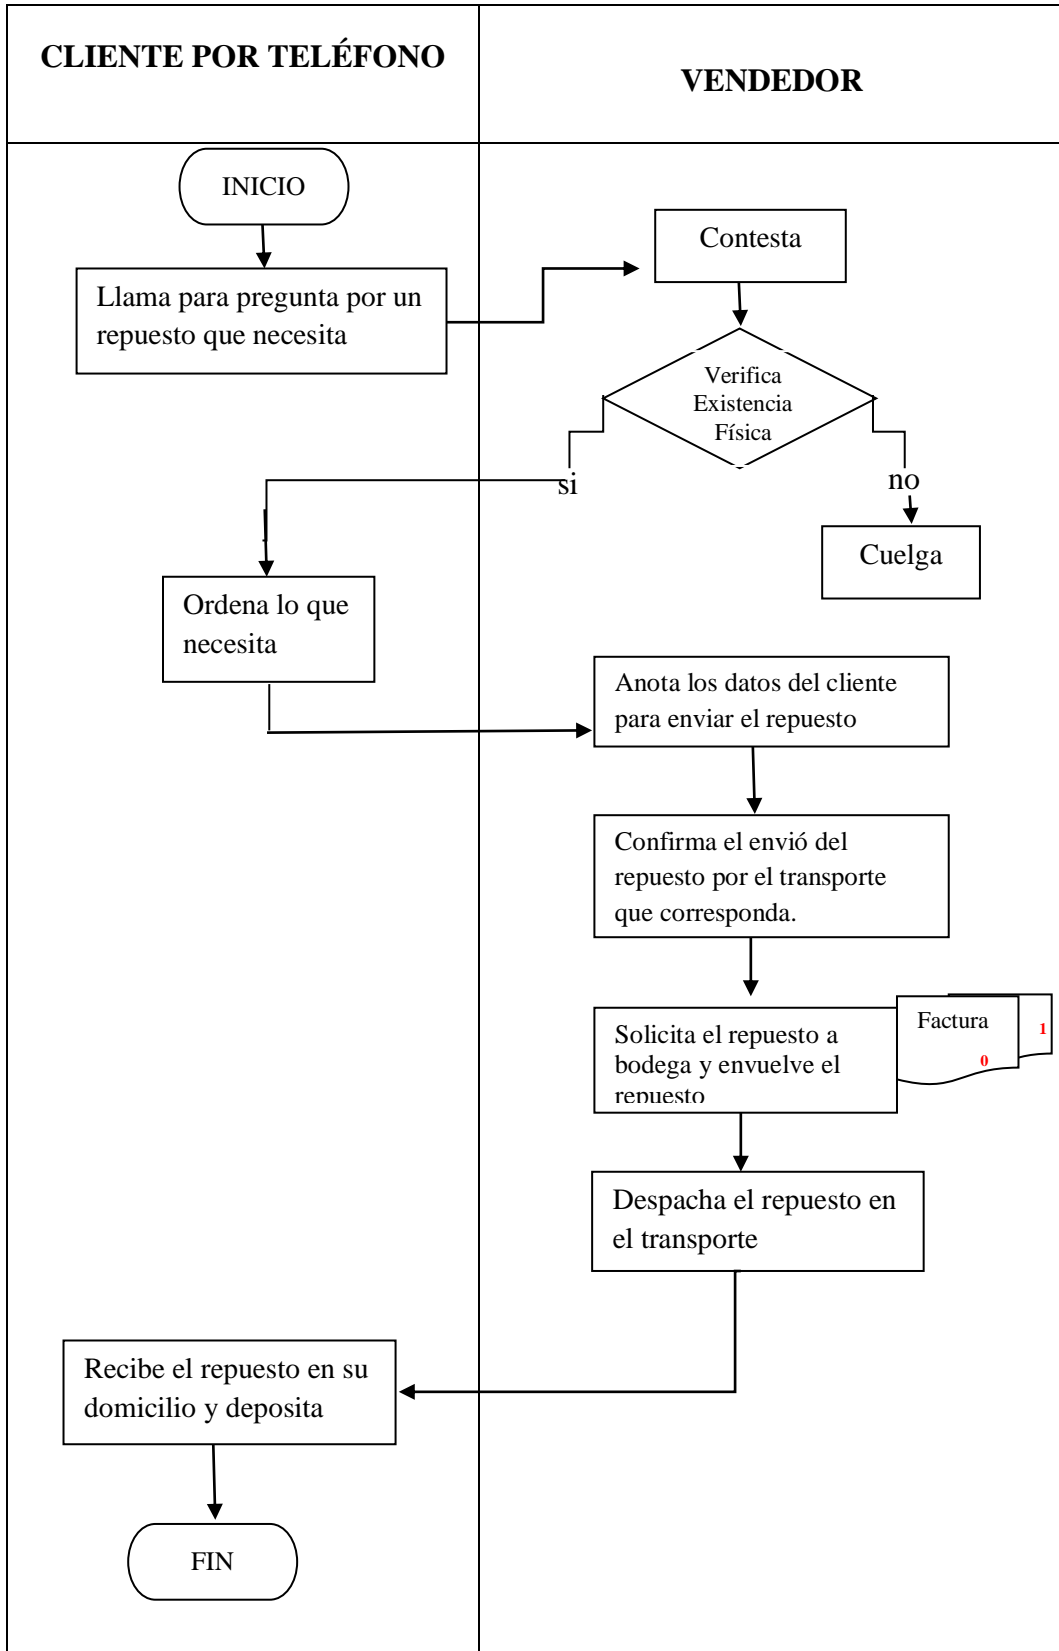 CLIENTE POR TELÉFONO
VENDEDOR
INICIO
Llama para pregunta por un
repuesto que necesita
Contesta
Verifica
Existencia
Física
si
no
Cuelga
Ordena lo que
necesita
Anota los datos del cliente
para enviar el repuesto
Confirma el envió del
repuesto por el transporte
que corresponda.
Solicita el repuesto a
bodega y envuelve el
repuesto
Factura
0
1
Despacha el repuesto en
el transporte
Recibe el repuesto en su
domicilio y deposita
FIN